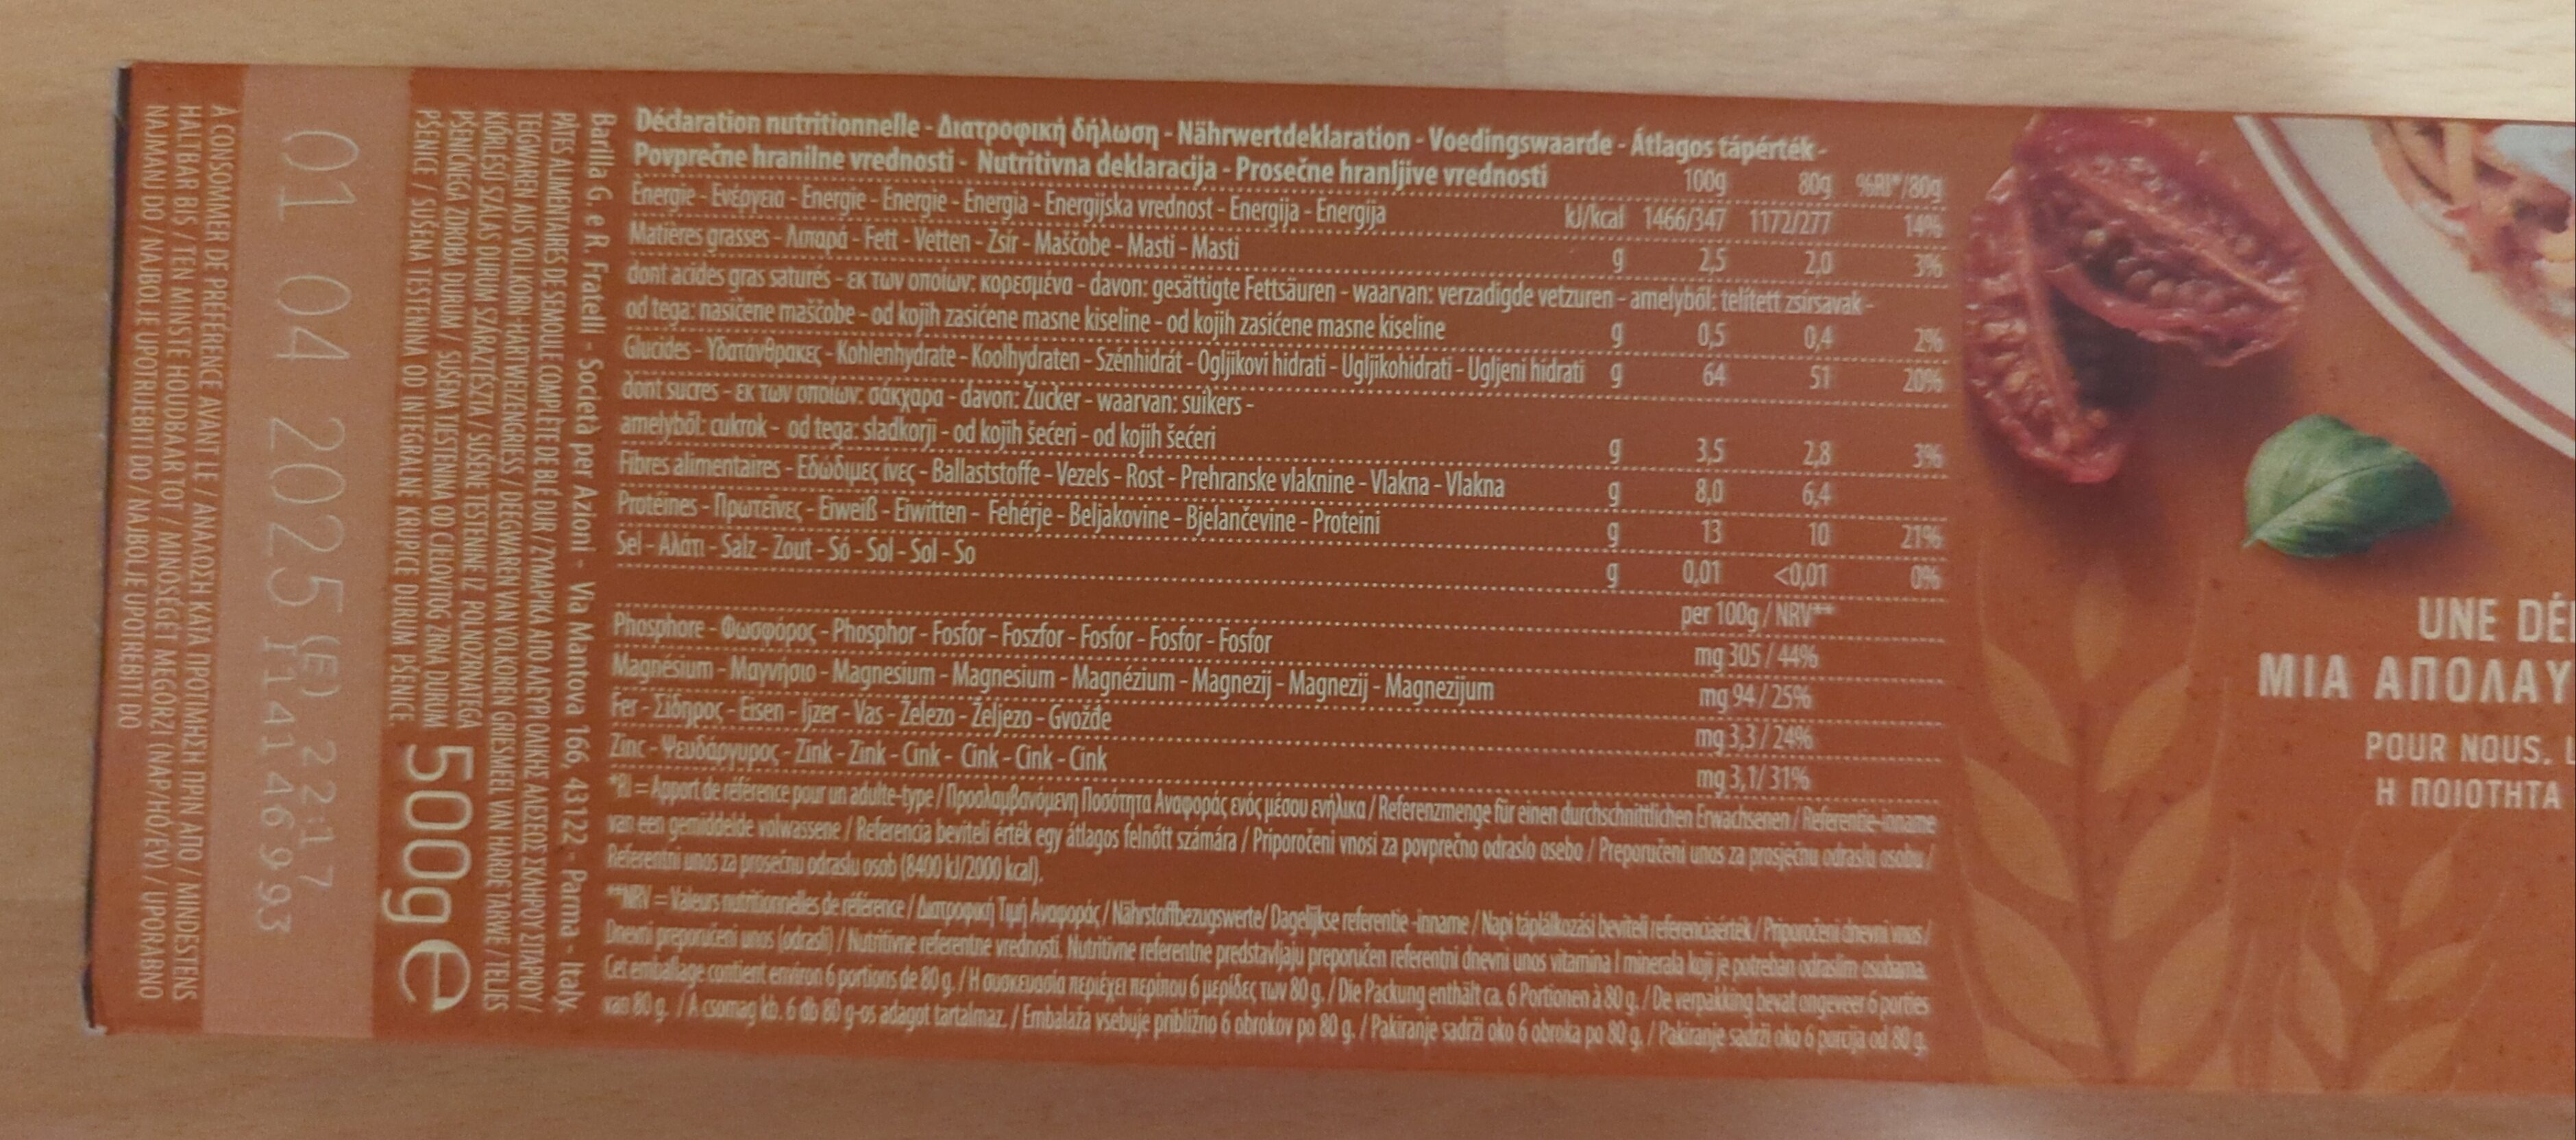 Déclaration nutritionnelle - Διατροφική δήλωση - Nährwertdeklaration - Voedingswaarde - Átlagos tápérték -
Povprečne hranilne vrednosti - Nutritivna deklaracija - Prosečne hranljive vrednosti 100g 80g %RI*/80g
Énergie - Ενέργεια - Energie - Energie - Energia - Energijska vrednost - Energija - Energija kJ/kcal 1466/347 1172/277 14%
Matières grasses - Λιπαρά - Fett - Vetten - Zsír - Maščobe - Masti - Masti g 2,5 2,0 3%
dont acides gras saturés - εκ των οποίων: κορεσμένα - davon: gesättigte Fettsäuren - waarvan: verzadigde vetzuren - amelyből: telített zsírsavak -
od tega: nasičene maščobe - od kojih zasićene masne kiseline - od kojih zasićene masne kiseline g 0,5 0,4 2%
Glucides - Υδατάνθρακες - Kohlenhydrate - Koolhydraten - Szénhidrát - Ogljikovi hidrati - Ugljikohidrati - Ugljeni hidrati g 64 51 20%
dont sucres - εκ των οποίων: σάκχαρα - davon: Zucker - waarvan: suikers -
amelyből: cukrok - od tega: sladkorji - od kojih šećeri - od kojih šećeri g 3,5 2,8 3%
Fibres alimentaires - Εδώδιμες ίνες - Ballaststoffe - Vezels - Rost - Prehranske vlaknine - Vlakna - Vlakna g 8,0 6,4
Protéines - Πρωτεΐνες - Eiweiß - Eiwitten - Fehérje - Beljakovine - Bjelančevine - Proteini g 13 10 21%
Sel - Αλάτι - Salz - Zout - Só - Sol - Sol - So g 0,01 <0,01 0%
per 100g / NRV**
Phosphore - Φωσφόρος - Phosphor - Fosfor - Foszfor - Fosfor - Fosfor - Fosfor mg 305 / 44%
Magnésium - Μαγνήσιο - Magnesium - Magnesium - Magnézium - Magnezij - Magnezij - Magnezijum mg 94 / 25%
Fer - Σίδηρος - Eisen - Ijzer - Vas - Železo - Željezo - Gvožđe mg 3,3 / 24%
Zinc - Ψευδάργυρος - Zink - Zink - Cink - Cink - Cink - Cink mg 3,1/ 31%
*RI = Apport de référence pour un adulte-type / Προσλαμβανόμενη Ποσότητα Αναφοράς ενός μέσου ενήλικα / Referenzmenge für einen durchschnittlichen Erwachsenen / Referentie-inname
van een gemiddelde volwassene / Referencia beviteli érték egy átlagos felnőtt számára / Priporočeni vnosi za povprečno odraslo osebo / Preporučeni unos za prosječnu odraslu osobu /
Referentni unos za prosečnu odraslu osob (8400 kJ/2000 kcal).
**NRV = Valeurs nutritionnelles de référence / Διατροφική Τιμή Αναφοράς / Nährstoffbezugswerte/ Dagelijkse referentie -inname / Napi táplálkozási beviteli referenciaérték / Priporočeni dnevni vnos /
Dnevni preporučeni unos (odrasli) / Nutritivne referentne vrednosti. Nutritivne referentne predstavljaju preporučen referentni dnevni unos vitamina I minerala koji je potreban odraslim osobama.
Cet emballage contient environ 6 portions de 80 g. / Η συσκευασία περιέχει περίπου 6 μερίδες των 80 g. / Die Packung enthält ca. 6 Portionen à 80 g. / De verpakking bevat ongeveer 6 porties
van 80 g. / A csomag kb. 6 db 80 g-os adagot tartalmaz. / Embalaža vsebuje približno 6 obrokov po 80 g. / Pakiranje sadrži oko 6 obroka po 80 g. / Pakiranje sadrži oko 6 porcija od 80 g.
Barilla G. e R. Fratelli - Società per Azioni - Via Mantova 166, 43122 - Parma - Italy.
PÂTES ALIMENTAIRES DE SEMOULE COMPLÈTE DE BLÉ DUR / ΖΥΜΑΡΙΚΑ ΑΠΟ ΑΛΕΥΡΙ ΟΛΙΚΗΣ ΑΛΕΣΕΩΣ ΣΚΛΗΡΟΥ ΣΙΤΑΡΙΟΥ /
TEIGWAREN AUS VOLLKORN-HARTWEIZENGRIESS / DEEGWAREN VAN VOLKOREN GRIESMEEL VAN HARDE TARWE / TELJES
KIŐRLÉSŰ SZÁLAS DURUM SZÁRAZTÉSZTA / SUŠENE TESTENINE IZ POLNOZRNATEGA
PŠENIČNEGA ZDROBA DURUM / SUŠENA TJESTENINA OD CJELOVITOG ZRNA DURUM
PŠENICE / SUŠENA TESTENINA OD INTEGRALNE KRUPICE DURUM PŠENICE
500g e
01 04 2025 (E) 22:17
I14146993
À CONSOMMER DE PRÉFÉRENCE AVANT LE / ΑΝΑΛΩΣΗ ΚΑΤΑ ΠΡΟΤΙΜΗΣΗ ΠΡΙΝ ΑΠΟ / MINDESTENS
HALTBAR BIS / TEN MINSTE HOUDBAAR TOT / MINŐSÉGÉT MEGŐRZI (NAP/HÓ/ÉV) / UPORABNO
NAJMANJ DO / NAJBOLJE UPOTRIJEBITI DO / NAJBOLJE UPOTREBITI DO
UNE DÉ
ΜΙΑ ΑΠΟΛΑΥ
POUR NOUS, L
Η ΠΟΙΟΤΗΤΑ